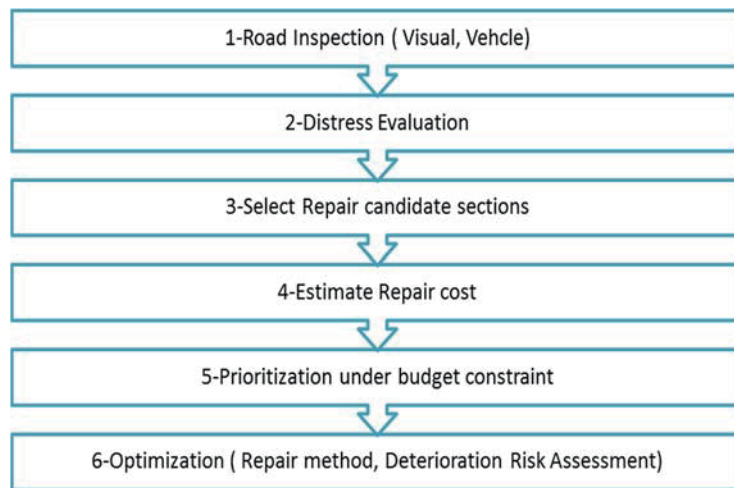 1-Road Inspection ( Visual, Vehcle)
2-Distress Evaluation
3-Select Repair candidate sections
4-Estimate Repair cost
5-Prioritization under budget constraint
6-Optimization ( Repair method, Deterioration Risk Assessment)